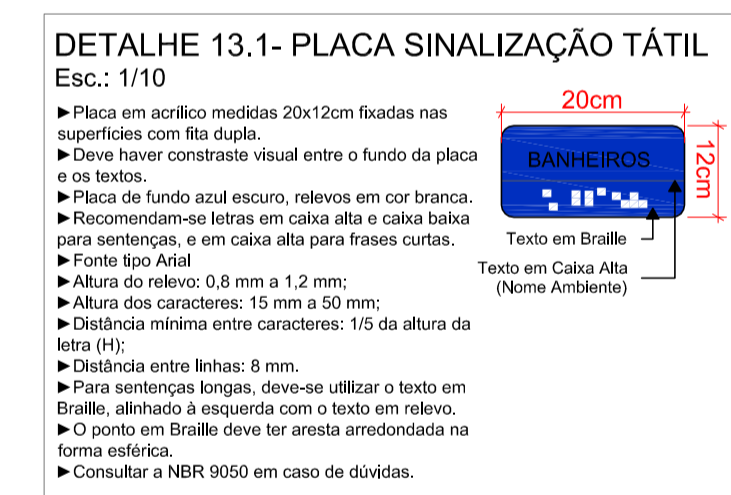 DETALHE 13.1- PLACA SINALIZAÇÃO TÁTIL
Esc.: 1/10
►Placa em acrílico medidas 20x12cm fixadas nas
superfícies com fita dupla.
►Deve haver constraste visual entre o fundo da placa
e os textos.
►Placa de fundo azul escuro, relevos em cor branca.
►Recomendam-se letras em caixa alta e caixa baixa
para sentenças, e em caixa alta para frases curtas.
►Fonte tipo Arial
►Altura do relevo: 0,8 mm a 1,2 mm;
►Altura dos caracteres: 15 mm a 50 mm;
►Distância mínima entre caracteres: 1/5 da altura da
letra (H);
►Distância entre linhas: 8 mm.
►Para sentenças longas, deve-se utilizar o texto em
Braille, alinhado à esquerda com o texto em relevo.
►O ponto em Braille deve ter aresta arredondada na
forma esférica.
►Consultar a NBR 9050 em caso de dúvidas.
20cm
12cm
BANHEIROS
Texto em Braille
Texto em Caixa Alta
(Nome Ambiente)